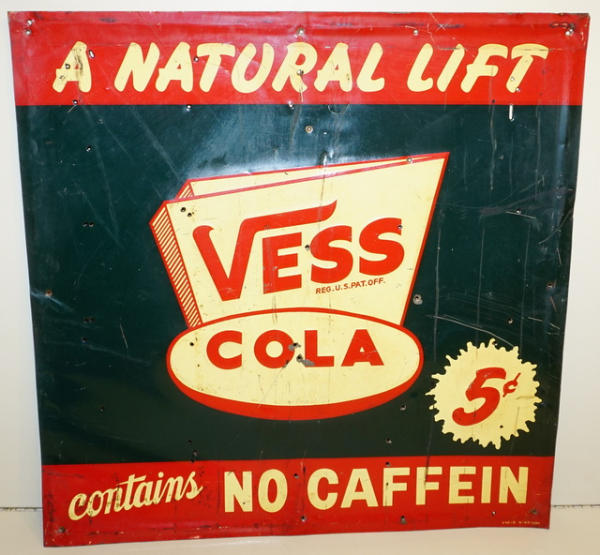 A NATURAL LIFT
VESS
REG.U.S.PAT.OFF.
COLA
5¢
contains NO CAFFEIN